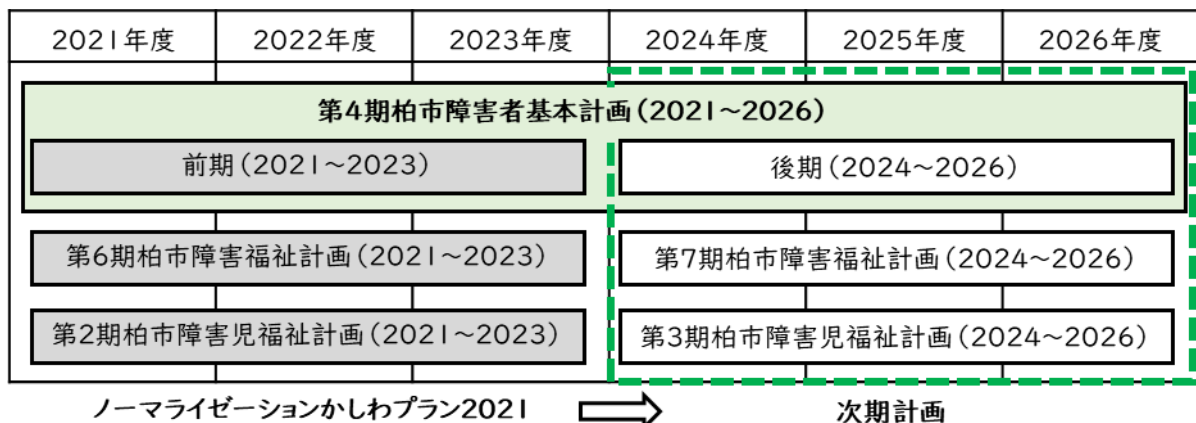 2021年度 2022年度 2023年度 2024年度 2025年度 2026年度
第4期柏市障害者基本計画(2021～2026)
前期(2021～2023) 後期(2024～2026)
第6期柏市障害福祉計画(2021～2023) 第7期柏市障害福祉計画(2024～2026)
第2期柏市障害児福祉計画(2021～2023) 第3期柏市障害児福祉計画(2024～2026)
ノーマライゼーションかしわプラン2021 次期計画